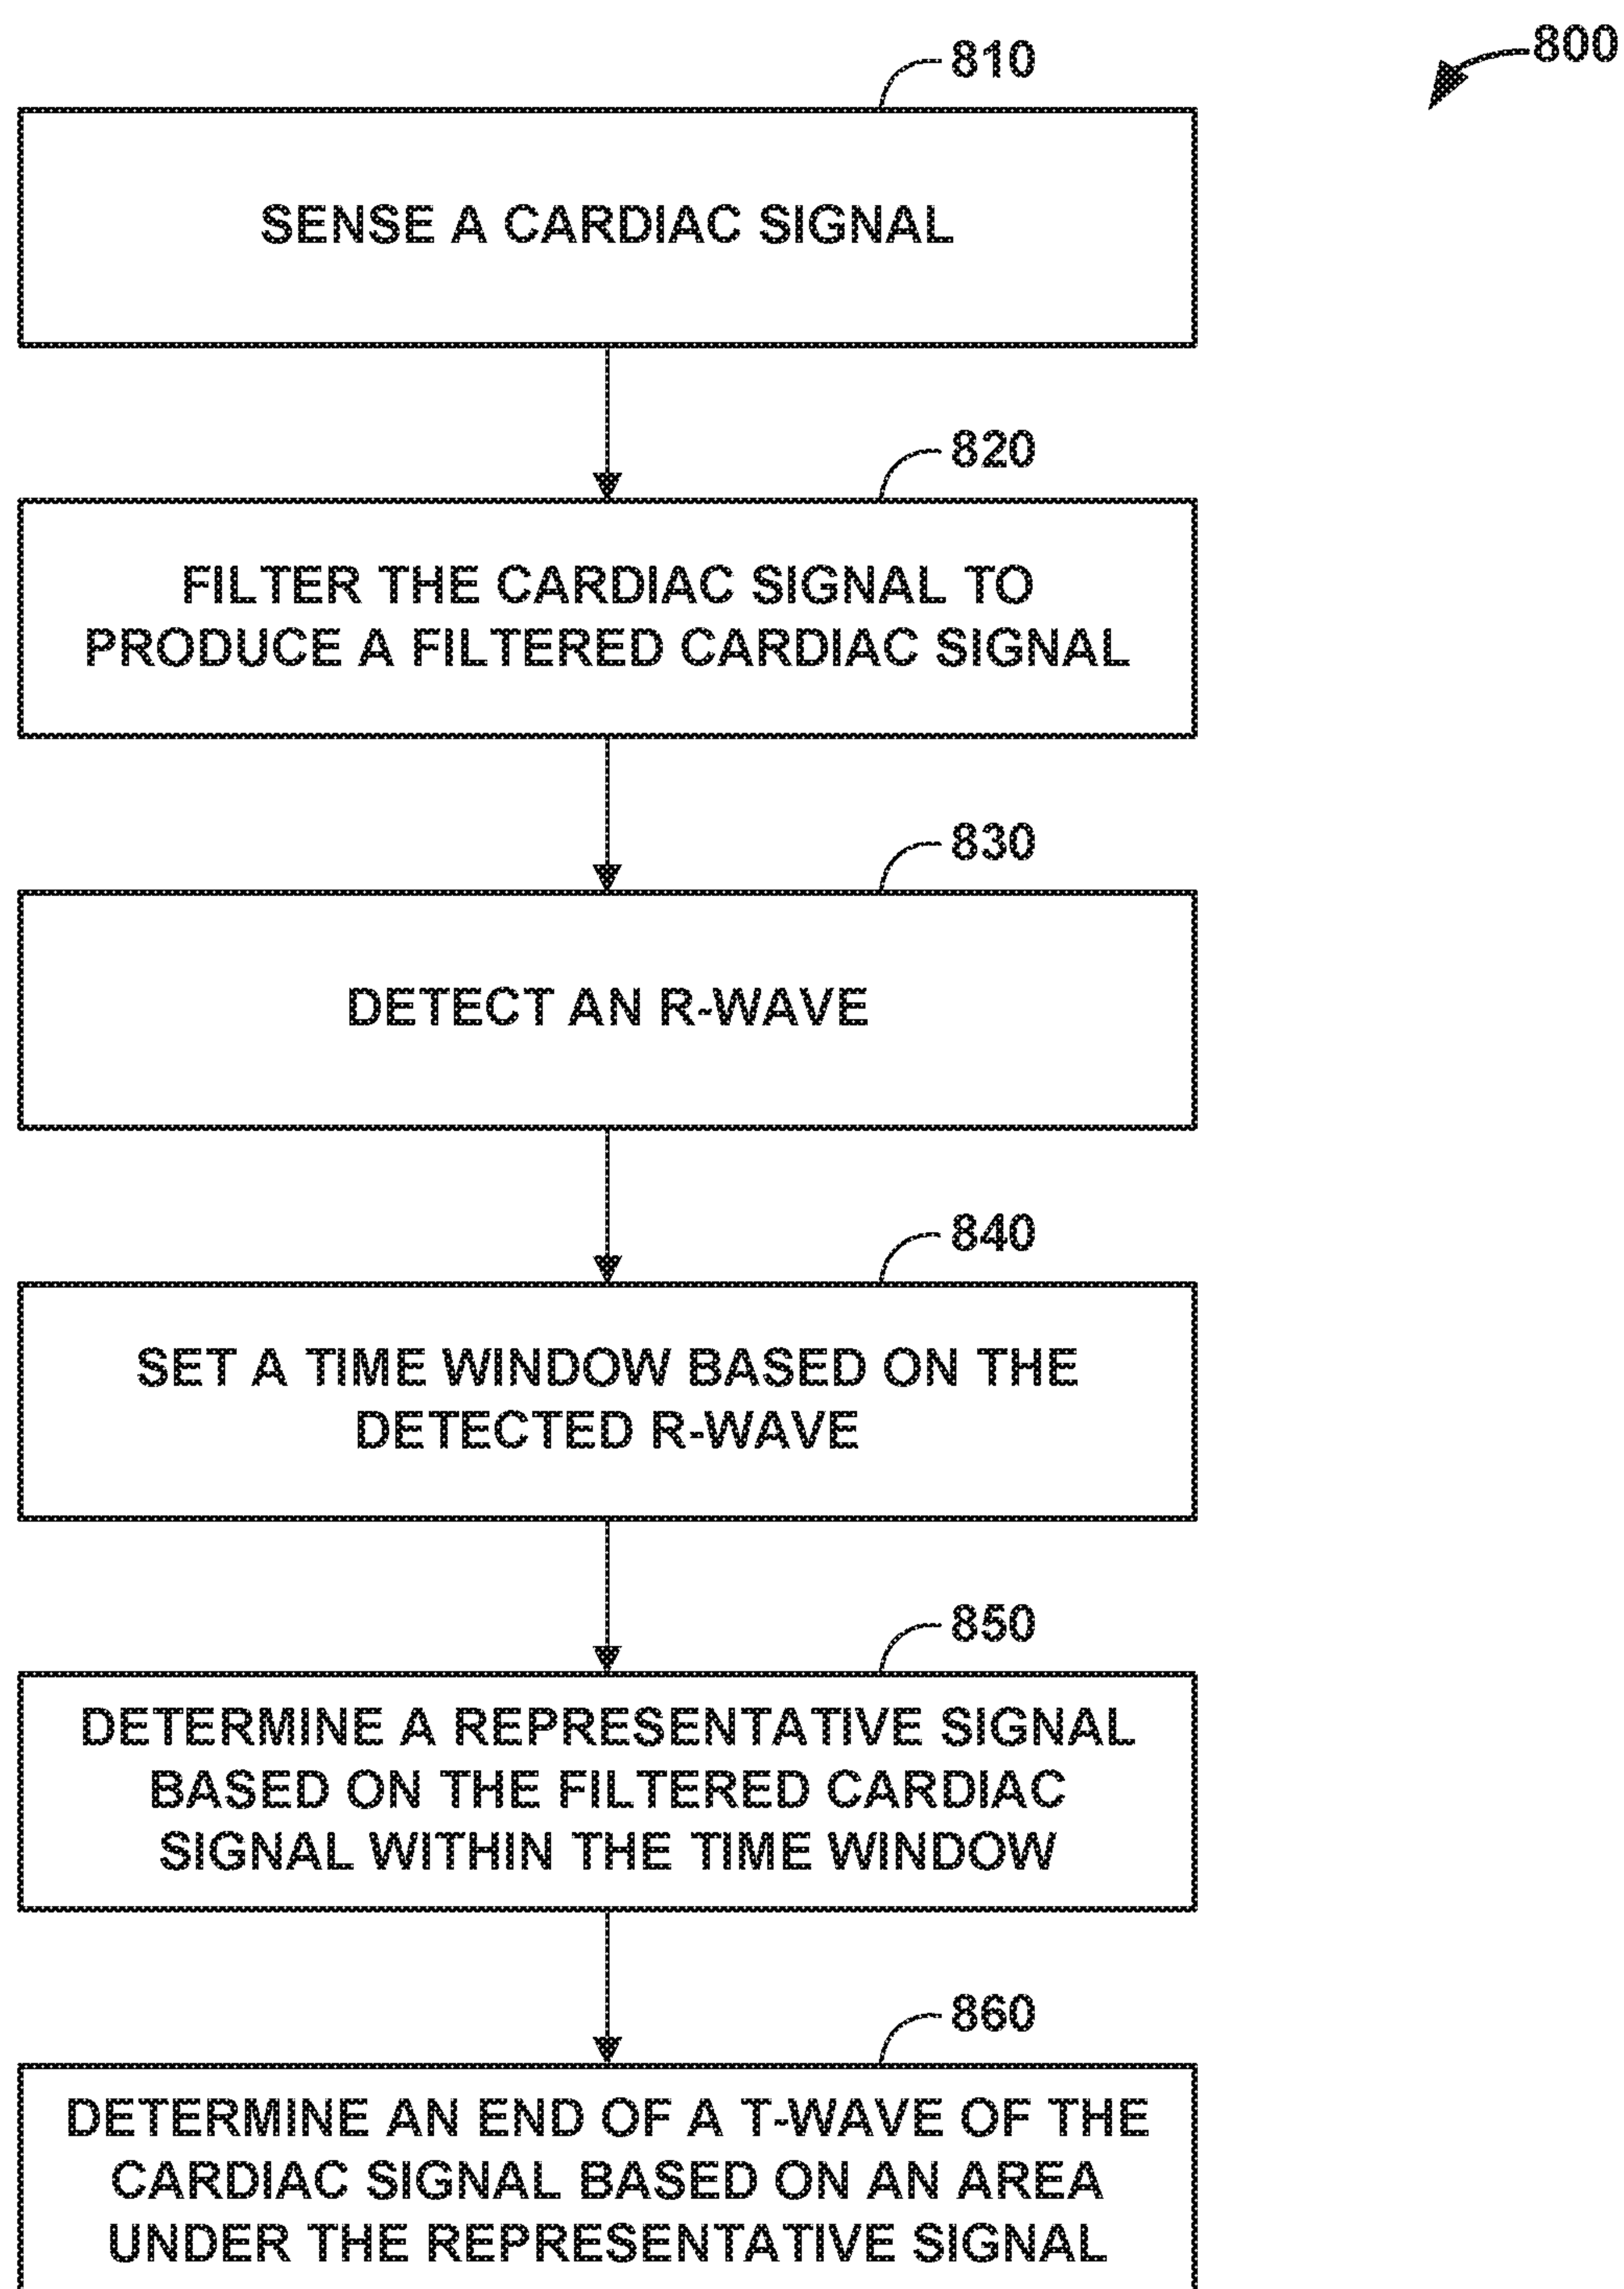 800
810
SENSE A CARDIAC SIGNAL
820
FILTER THE CARDIAC SIGNAL TO
PRODUCE A FILTERED CARDIAC SIGNAL
830
DETECT AN R-WAVE
840
SET A TIME WINDOW BASED ON THE
DETECTED R-WAVE
850
DETERMINE A REPRESENTATIVE SIGNAL
BASED ON THE FILTERED CARDIAC
SIGNAL WITHIN THE TIME WINDOW
860
DETERMINE AN END OF A T-WAVE OF THE
CARDIAC SIGNAL BASED ON AN AREA
UNDER THE REPRESENTATIVE SIGNAL